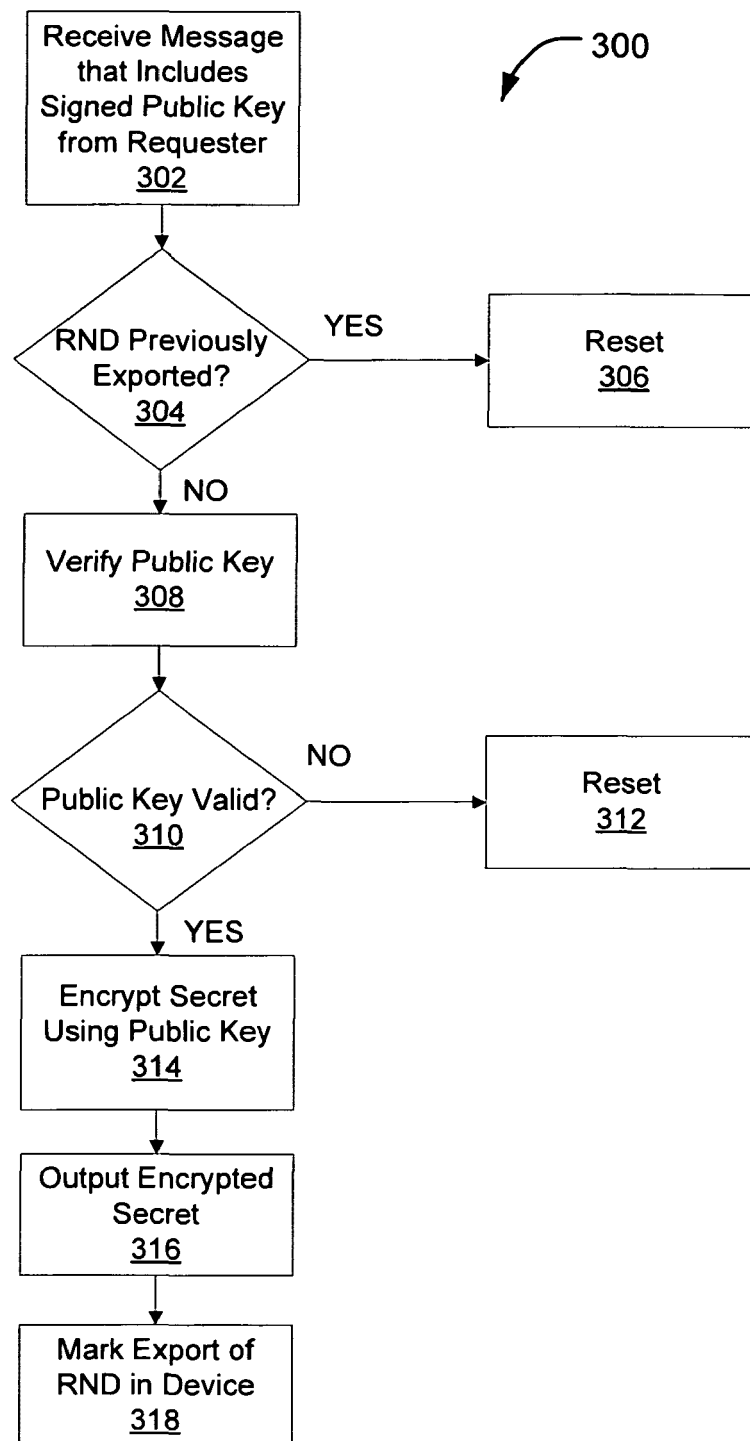 Receive Message
that Includes
Signed Public Key
from Requester
302
300
RND Previously
Exported?
304
YES
Reset
306
NO
Verify Public Key
308
Public Key Valid?
310
NO
Reset
312
YES
Encrypt Secret
Using Public Key
314
Output Encrypted
Secret
316
Mark Export of
RND in Device
318